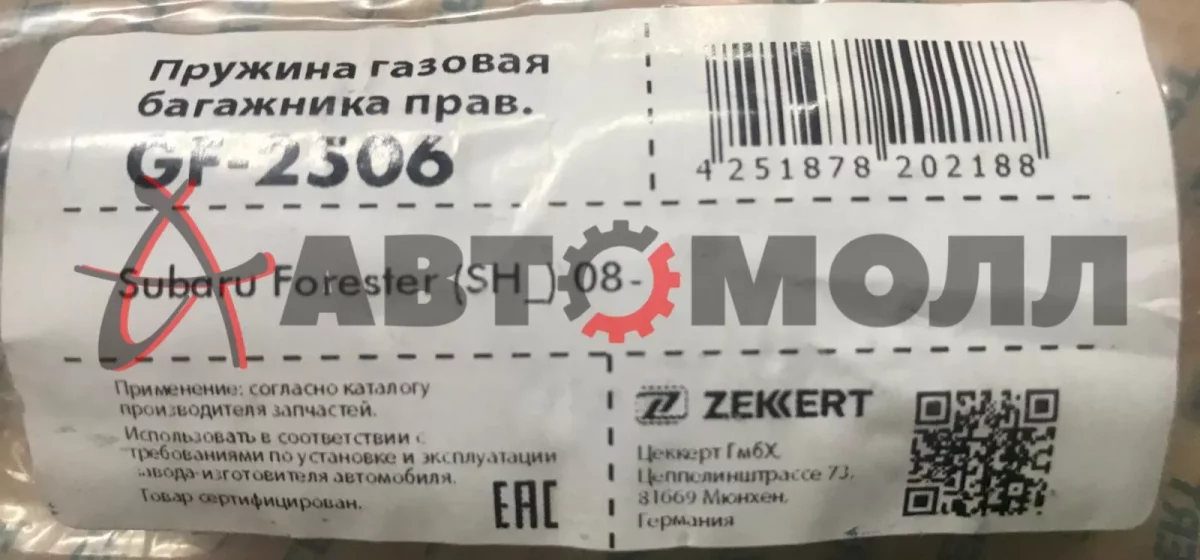 Пружина газовая
багажника прав.
GF-2506
4 251878 202188
Subaru Forester (SH_) 08-
АВТОМОЛЛ
Применение: согласно каталогу
производителя запчастей.
Использовать в соответствии с
требованиями по установке и эксплуатации
завода-изготовителя автомобиля.
Товар сертифицирован.
EAC
ZEKKERT
Цеккерт ГмбХ,
Цеппелинштрассе 73,
81669 Мюнхен,
Германия